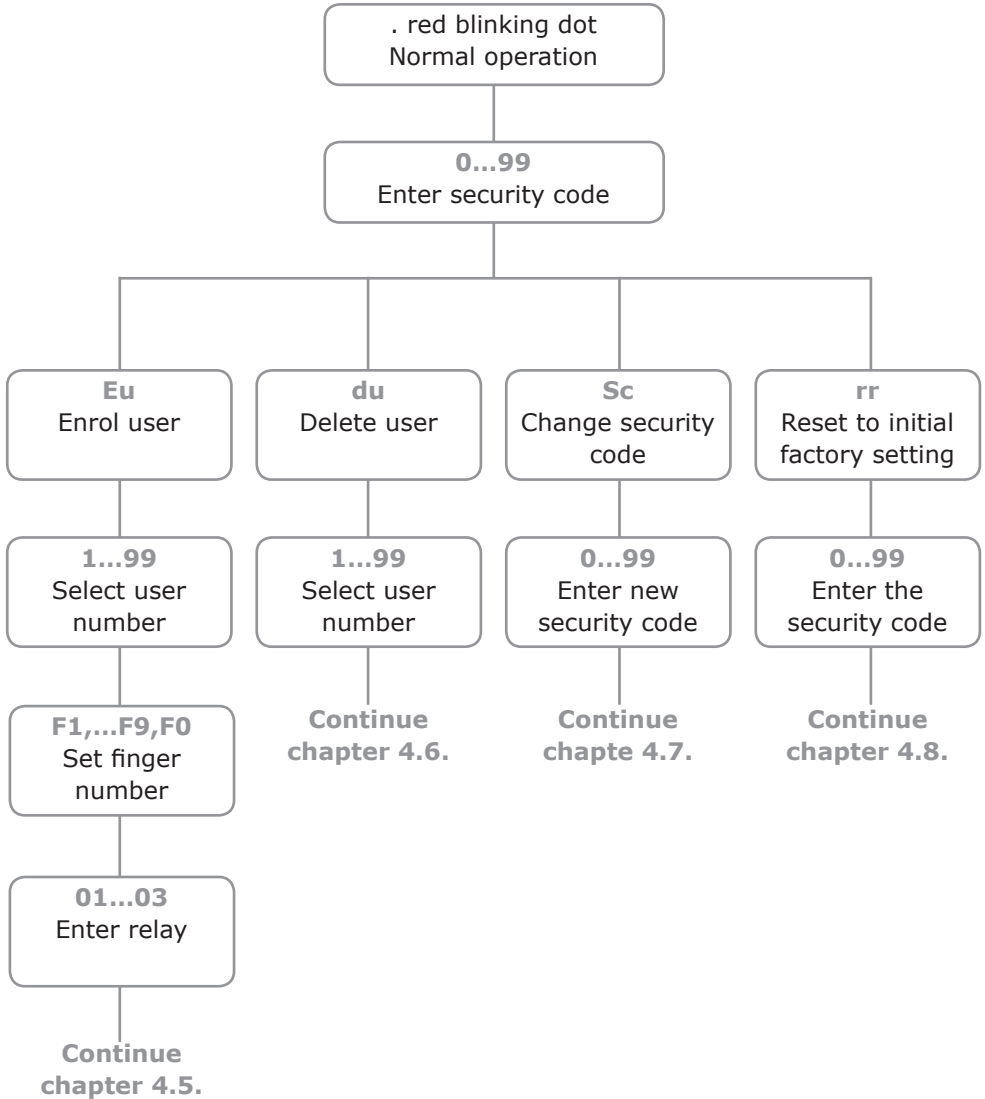 . red blinking dot
Normal operation
0...99
Enter security code
Eu
Enrol user
du
Delete user
Sc
Change security
code
rr
Reset to initial
factory setting
1...99
Select user
number
1...99
Select user
number
0...99
Enter new
security code
0...99
Enter the
security code
F1,...F9,F0
Set finger
number
Continue
chapter 4.6.
Continue
chapte 4.7.
Continue
chapter 4.8.
01...03
Enter relay
Continue
chapter 4.5.